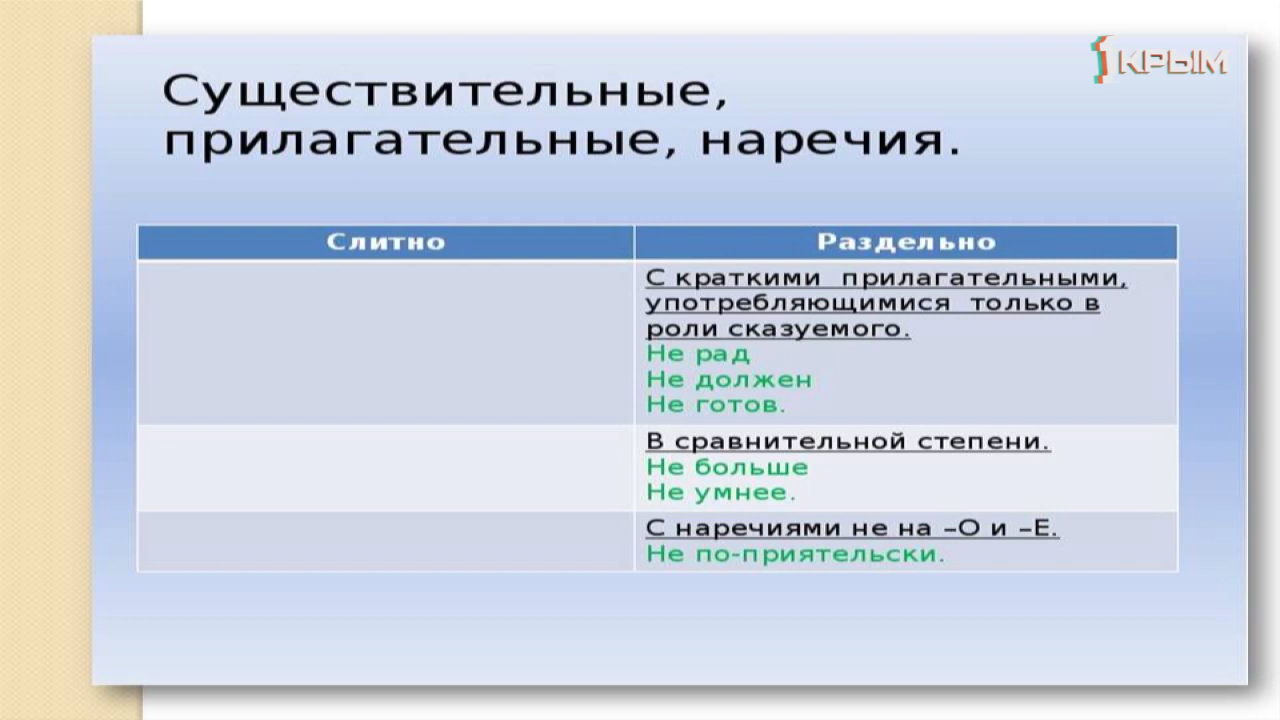 КРЫМ
Существительные,
прилагательные, наречия.
Слитно
Раздельно
С краткими прилагательными,
употребляющимися только в
роли сказуемого.
Не рад
Не должен
Не готов.
В сравнительной степени.
Не больше
Не умнее.
С наречиями не на –О и –Е.
Не по-приятельски.